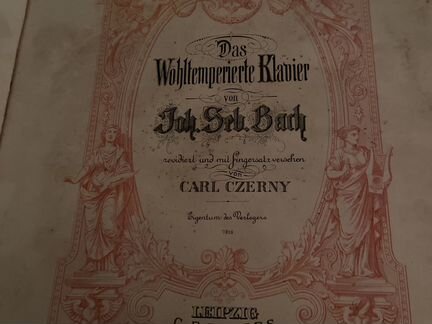 Das
Wohltemperierte Klavier
von
Joh. Seb. Bach
revidiert und mit Fingersatz versehen
von
CARL CZERNY
Eigentum des Verlegers
LEIPZIG